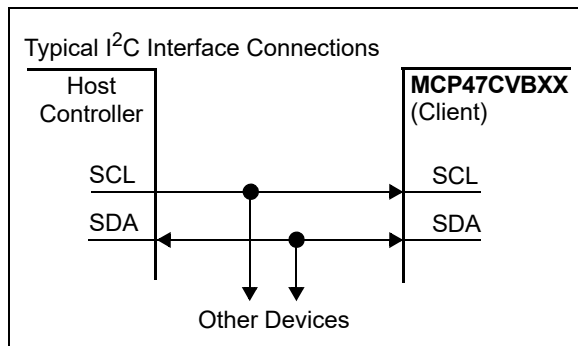 Typical I²C Interface Connections
Host
Controller
MCP47CVBXX
(Client)
SCL
SCL
SDA
SDA
Other Devices